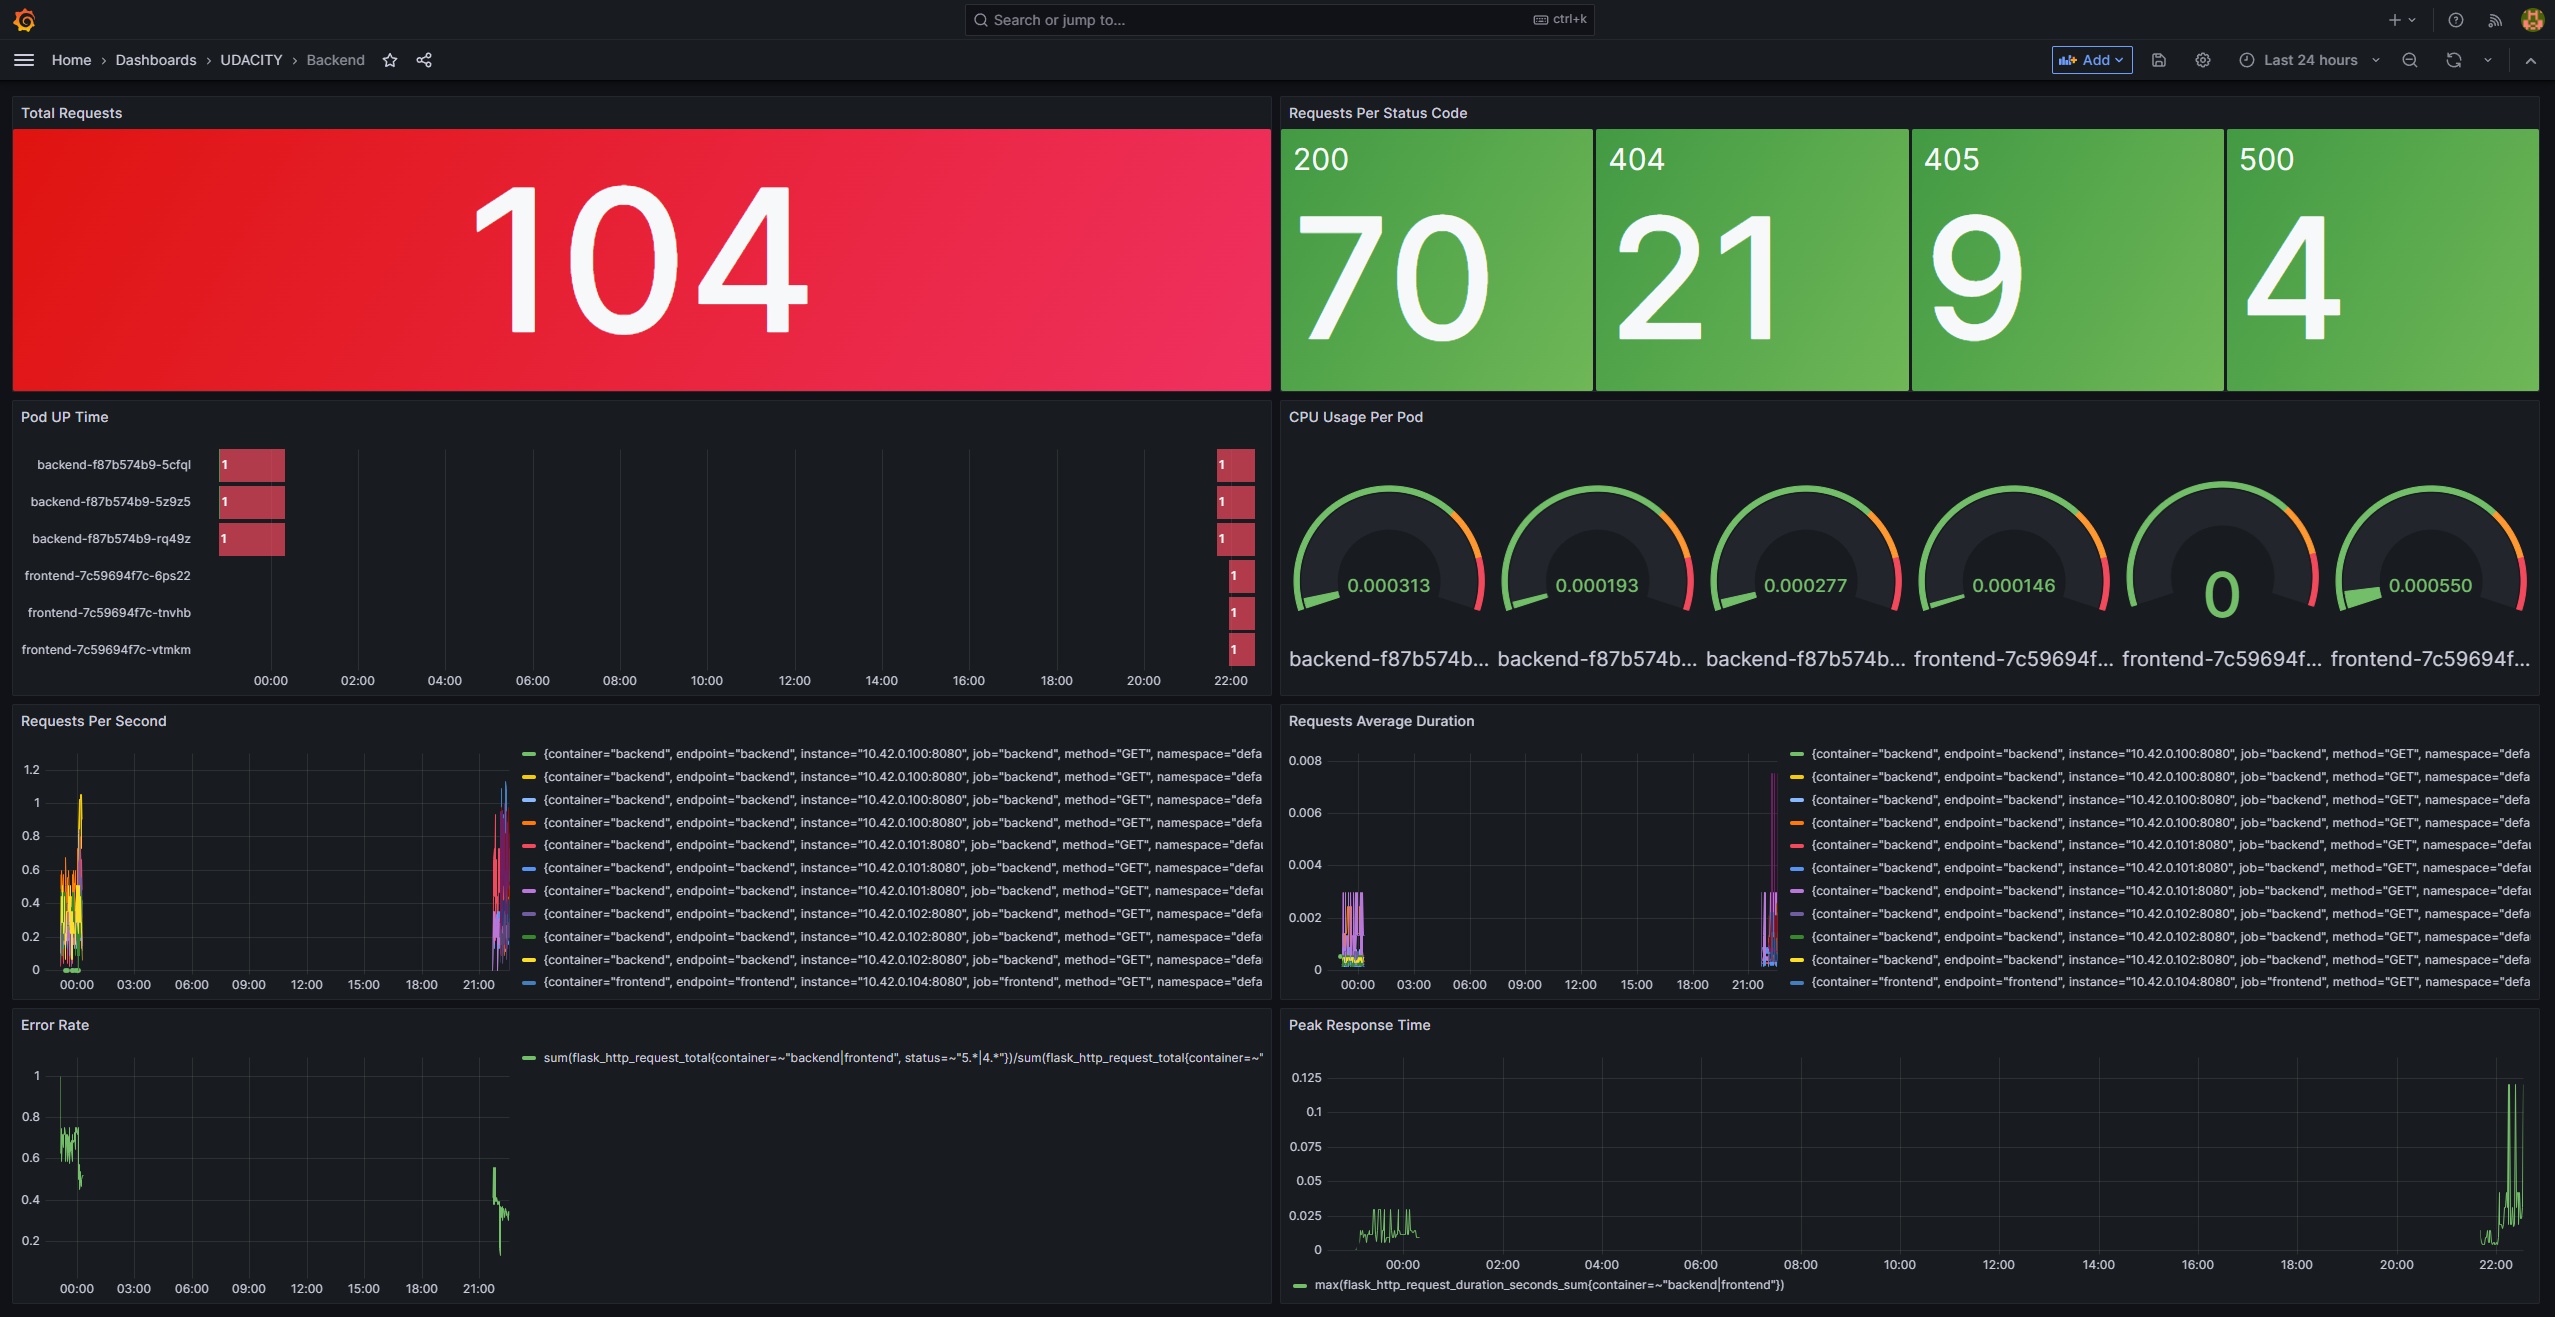 Search or jump to...
ctrl+k
Home › Dashboards › UDACITY › Backend
Add
Last 24 hours
Total Requests
104
Requests Per Status Code
200
70
404
21
405
9
500
4
Pod UP Time
backend-f87b574b9-5cfql
1
1
backend-f87b574b9-5z9z5
1
1
backend-f87b574b9-rq49z
1
1
frontend-7c59694f7c-6ps22
1
frontend-7c59694f7c-tnvhb
1
frontend-7c59694f7c-vtmkm
1
00:00 02:00 04:00 06:00 08:00 10:00 12:00 14:00 16:00 18:00 20:00 22:00
CPU Usage Per Pod
0.000313 0.000193 0.000277 0.000146 0 0.000550
backend-f87b574b... backend-f87b574b... backend-f87b574b... frontend-7c59694f... frontend-7c59694f... frontend-7c59694f...
Requests Per Second
1.2
1
0.8
0.6
0.4
0.2
0
00:00 03:00 06:00 09:00 12:00 15:00 18:00 21:00
{container="backend", endpoint="backend", instance="10.42.0.100:8080", job="backend", method="GET", namespace="defa
{container="backend", endpoint="backend", instance="10.42.0.100:8080", job="backend", method="GET", namespace="defa
{container="backend", endpoint="backend", instance="10.42.0.100:8080", job="backend", method="GET", namespace="defa
{container="backend", endpoint="backend", instance="10.42.0.100:8080", job="backend", method="GET", namespace="defa
{container="backend", endpoint="backend", instance="10.42.0.101:8080", job="backend", method="GET", namespace="defau
{container="backend", endpoint="backend", instance="10.42.0.101:8080", job="backend", method="GET", namespace="defau
{container="backend", endpoint="backend", instance="10.42.0.101:8080", job="backend", method="GET", namespace="defau
{container="backend", endpoint="backend", instance="10.42.0.102:8080", job="backend", method="GET", namespace="defa
{container="backend", endpoint="backend", instance="10.42.0.102:8080", job="backend", method="GET", namespace="defa
{container="backend", endpoint="backend", instance="10.42.0.102:8080", job="backend", method="GET", namespace="defa
{container="frontend", endpoint="frontend", instance="10.42.0.104:8080", job="frontend", method="GET", namespace="defa
Requests Average Duration
0.008
0.006
0.004
0.002
0
00:00 03:00 06:00 09:00 12:00 15:00 18:00 21:00
{container="backend", endpoint="backend", instance="10.42.0.100:8080", job="backend", method="GET", namespace="defa
{container="backend", endpoint="backend", instance="10.42.0.100:8080", job="backend", method="GET", namespace="defa
{container="backend", endpoint="backend", instance="10.42.0.100:8080", job="backend", method="GET", namespace="defa
{container="backend", endpoint="backend", instance="10.42.0.100:8080", job="backend", method="GET", namespace="defa
{container="backend", endpoint="backend", instance="10.42.0.101:8080", job="backend", method="GET", namespace="defau
{container="backend", endpoint="backend", instance="10.42.0.101:8080", job="backend", method="GET", namespace="defau
{container="backend", endpoint="backend", instance="10.42.0.101:8080", job="backend", method="GET", namespace="defau
{container="backend", endpoint="backend", instance="10.42.0.102:8080", job="backend", method="GET", namespace="defa
{container="backend", endpoint="backend", instance="10.42.0.102:8080", job="backend", method="GET", namespace="defa
{container="backend", endpoint="backend", instance="10.42.0.102:8080", job="backend", method="GET", namespace="defa
{container="frontend", endpoint="frontend", instance="10.42.0.104:8080", job="frontend", method="GET", namespace="defa
Error Rate
1
0.8
0.6
0.4
0.2
00:00 03:00 06:00 09:00 12:00 15:00 18:00 21:00
sum(flask_http_request_total{container=~"backend|frontend", status=~"5.*|4.*"})/sum(flask_http_request_total{container=~"
Peak Response Time
0.125
0.1
0.075
0.05
0.025
0
00:00 02:00 04:00 06:00 08:00 10:00 12:00 14:00 16:00 18:00 20:00 22:00
max(flask_http_request_duration_seconds_sum{container=~"backend|frontend"})